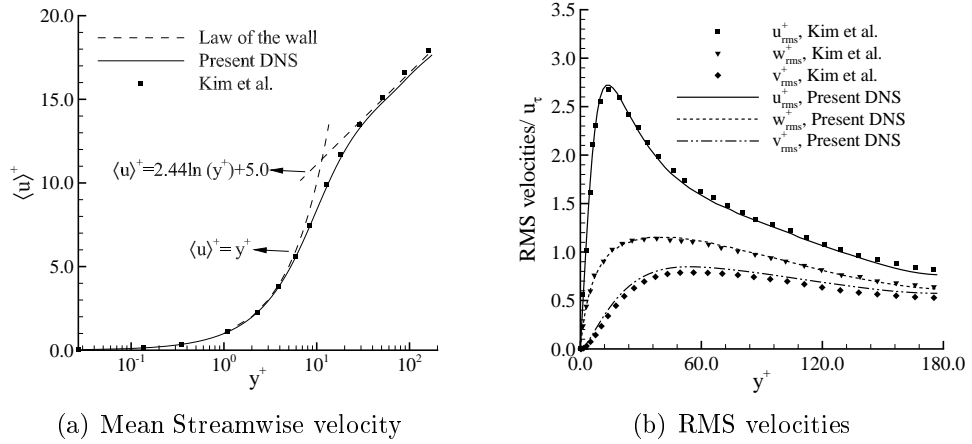 20.0
15.0
10.0
5.0
0.0
⟨u⟩⁺
Law of the wall
Present DNS
Kim et al.
⟨u⟩⁺=2.44ln (y⁺)+5.0
⟨u⟩⁺= y⁺
10⁻¹ 10⁰ 10¹ 10²
y⁺
(a) Mean Streamwise velocity
3.5
3.0
2.5
2.0
1.5
1.0
0.5
0.0
RMS velocities/ u_τ
u⁺rms, Kim et al.
w⁺rms, Kim et al.
v⁺rms, Kim et al.
u⁺rms, Present DNS
w⁺rms, Present DNS
v⁺rms, Present DNS
0.0 60.0 120.0 180.0
y⁺
(b) RMS velocities